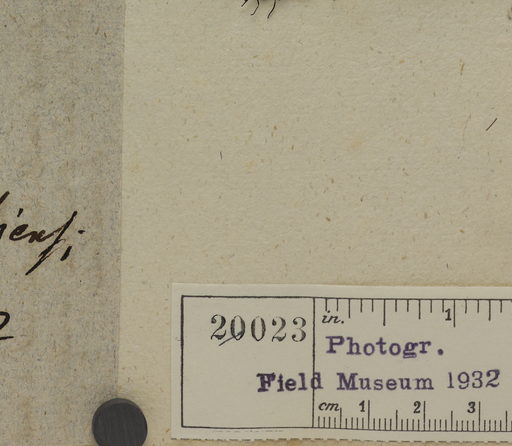 20023
in. 1
Photogr.
Field Museum 1932
cm 1 2 3